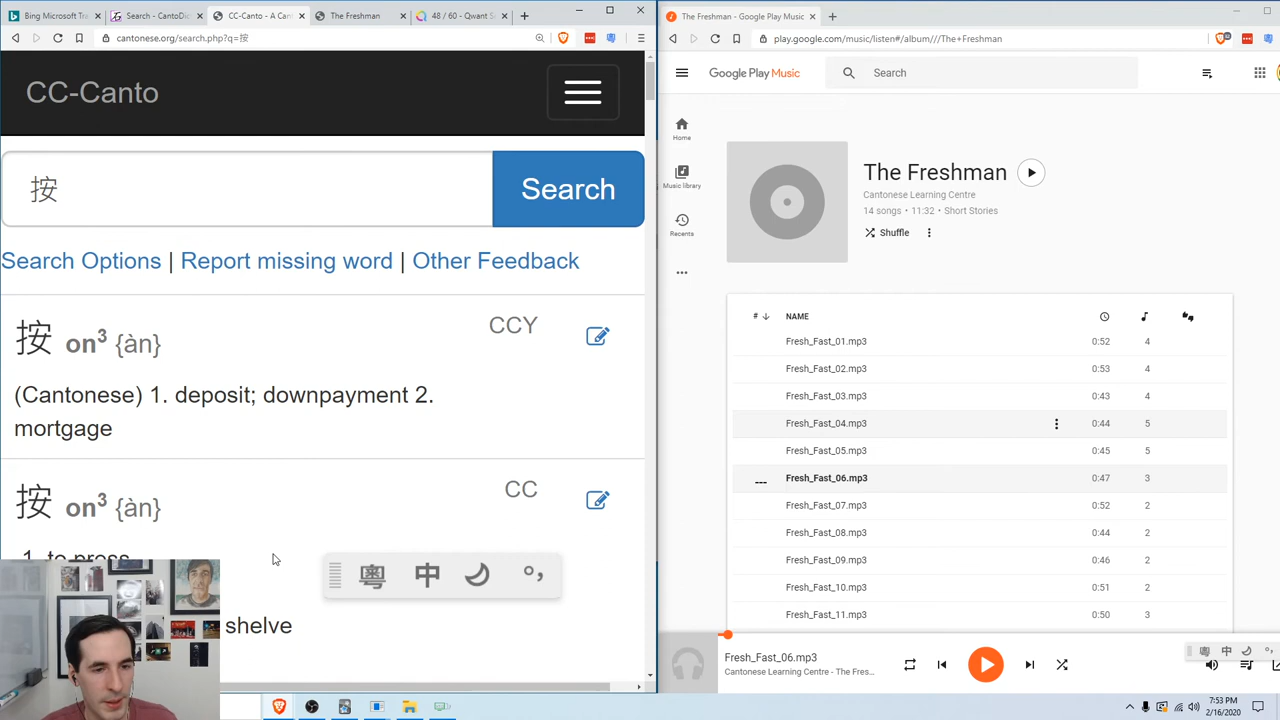 Bing Microsoft Tra
Search - CantoDic
CC-Canto - A Can
The Freshman
48 / 60 - Qwant S
cantonese.org/search.php?q=按
CC-Canto
按
Search
Search Options | Report missing word | Other Feedback
按 on³ {àn}
CCY
(Cantonese) 1. deposit; downpayment 2.
mortgage
按 on³ {àn}
CC
1. to press
shelve
粵 中
The Freshman - Google Play Music
play.google.com/music/listen#/album///The+Freshman
Google Play Music
Search
Home
Music library
Recents
The Freshman
Cantonese Learning Centre
14 songs • 11:32 • Short Stories
Shuffle
# NAME
Fresh_Fast_01.mp3 0:52 4
Fresh_Fast_02.mp3 0:53 4
Fresh_Fast_03.mp3 0:43 4
Fresh_Fast_04.mp3 0:44 5
Fresh_Fast_05.mp3 0:45 5
Fresh_Fast_06.mp3 0:47 3
Fresh_Fast_07.mp3 0:52 2
Fresh_Fast_08.mp3 0:44 2
Fresh_Fast_09.mp3 0:46 2
Fresh_Fast_10.mp3 0:51 2
Fresh_Fast_11.mp3 0:50 3
Fresh_Fast_06.mp3
Cantonese Learning Centre - The Fres...
粵 中
7:53 PM
2/16/2020